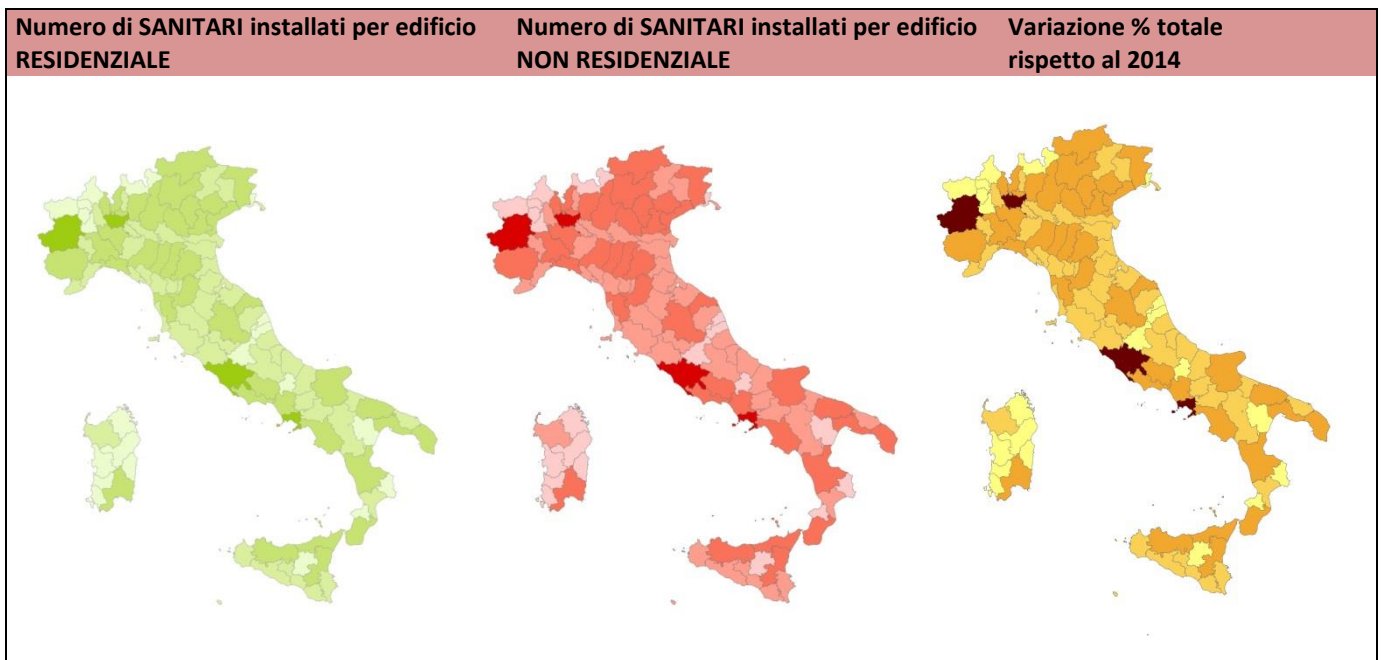 Numero di SANITARI installati per edificio RESIDENZIALE
Numero di SANITARI installati per edificio NON RESIDENZIALE
Variazione % totale rispetto al 2014